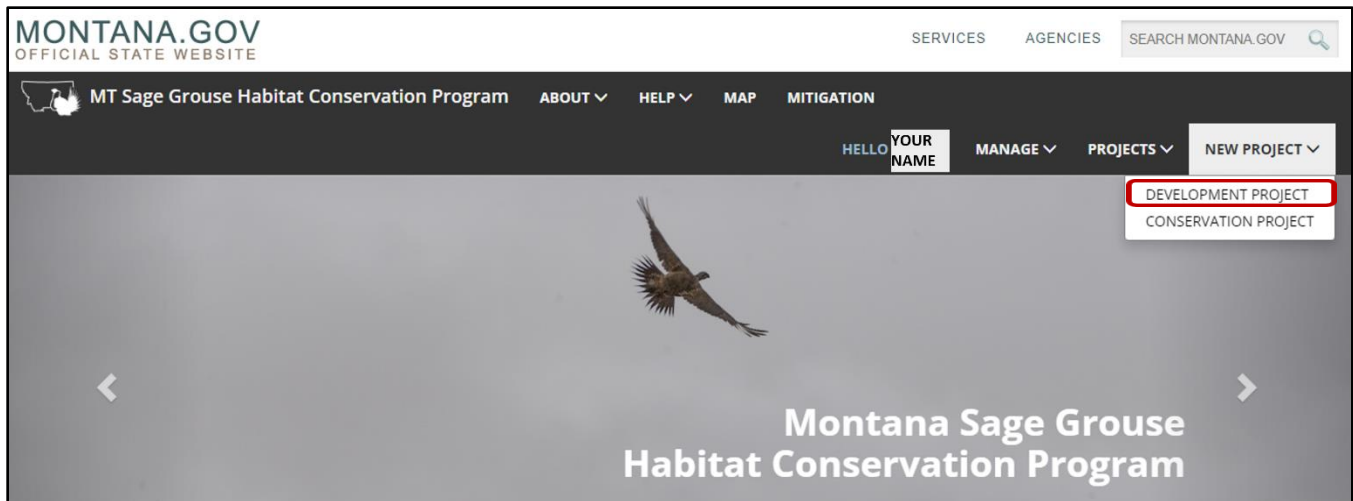 MONTANA.GOV
OFFICIAL STATE WEBSITE
SERVICES AGENCIES SEARCH MONTANA.GOV
MT Sage Grouse Habitat Conservation Program ABOUT HELP MAP MITIGATION
HELLO YOUR NAME MANAGE PROJECTS NEW PROJECT
DEVELOPMENT PROJECT
CONSERVATION PROJECT
Montana Sage Grouse
Habitat Conservation Program